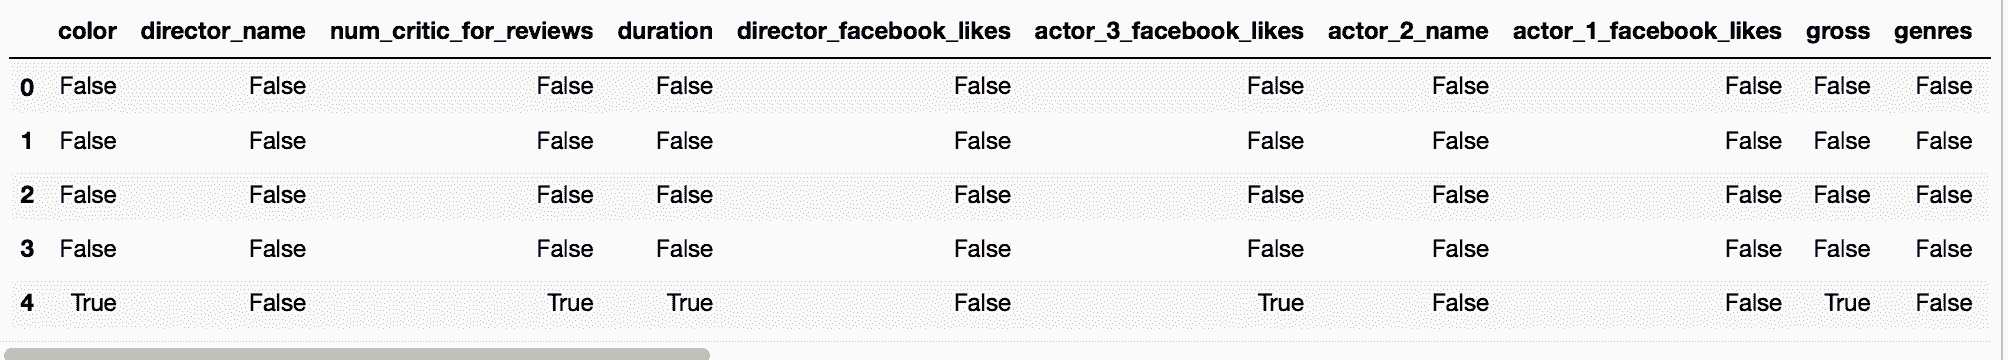 color director_name num_critic_for_reviews duration director_facebook_likes actor_3_facebook_likes actor_2_name actor_1_facebook_likes gross genres
0 False False False False False False False False False False
1 False False False False False False False False False False
2 False False False False False False False False False False
3 False False False False False False False False False False
4 True False True True False True False False True False